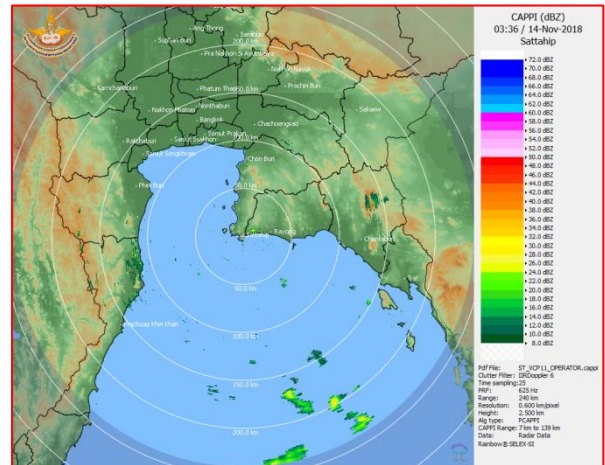 CAPPI (dBZ)
03:36 / 14-Nov-2018
Sattahip
72.0 dBZ
70.0 dBZ
68.0 dBZ
66.0 dBZ
64.0 dBZ
62.0 dBZ
60.0 dBZ
58.0 dBZ
56.0 dBZ
54.0 dBZ
52.0 dBZ
50.0 dBZ
48.0 dBZ
46.0 dBZ
44.0 dBZ
42.0 dBZ
40.0 dBZ
38.0 dBZ
36.0 dBZ
34.0 dBZ
32.0 dBZ
30.0 dBZ
28.0 dBZ
26.0 dBZ
24.0 dBZ
22.0 dBZ
20.0 dBZ
18.0 dBZ
16.0 dBZ
14.0 dBZ
12.0 dBZ
10.0 dBZ
8.0 dBZ
Pdf File: ST_VCP11_OPERATOR.cappi
Clutter Filter: IIRDoppler 6
Time sampling:25
PRF: 625 Hz
Range: 240 km
Resolution: 0.600 km/pixel
Height: 2.500 km
Alg type: PCAPPI
CAPPI Range: 7 km to 139 km
Data: Radar Data
Rainbow® SELEX-SI
Ang Thong
Suphan Buri
Saraburi
200.0 km
Pra Nakhon Si Ayutthaya
Nakhon Nayok
Kanchanaburi
Phatum Thani
Prachin Buri
Nakhon Phatom
Nonthaburi
Sakaew
Bangkok
Chachoengsao
Ratchaburi
Samut Prakan
Samut Ssakhon
Samut Songkhram
Chon Buri
Phet Buri
Rayong
Chantaburi
50.0 km
Prachuap Khiri Khan
100.0 km
150.0 km
200.0 km